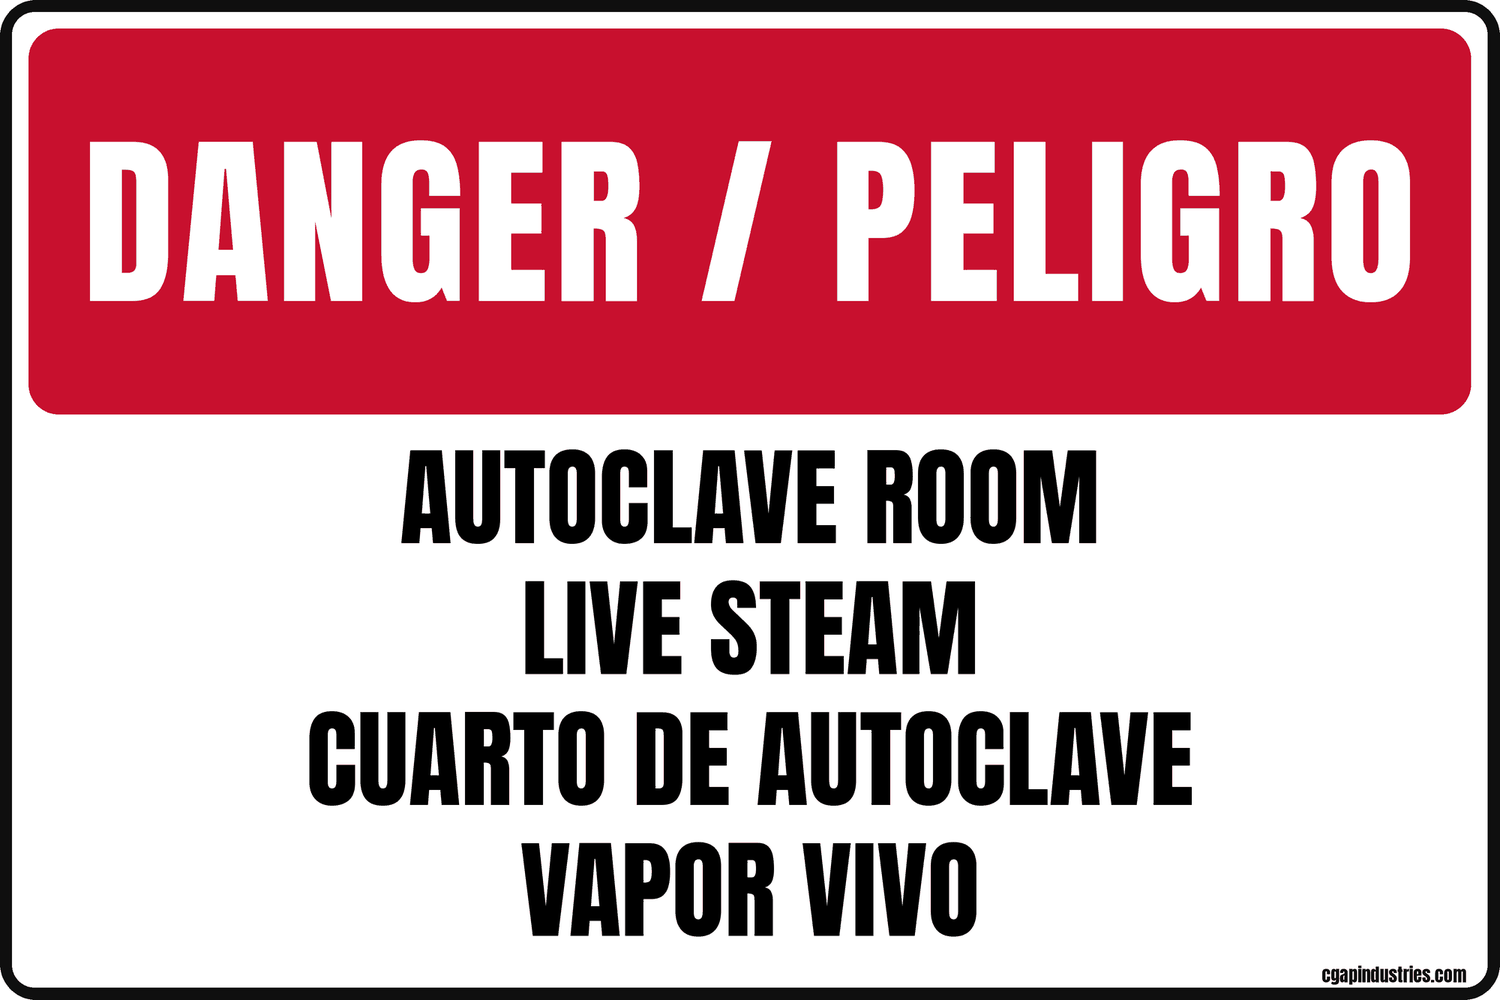 DANGER / PELIGRO
AUTOCLAVE ROOM
LIVE STEAM
CUARTO DE AUTOCLAVE
VAPOR VIVO
cgapindustries.com